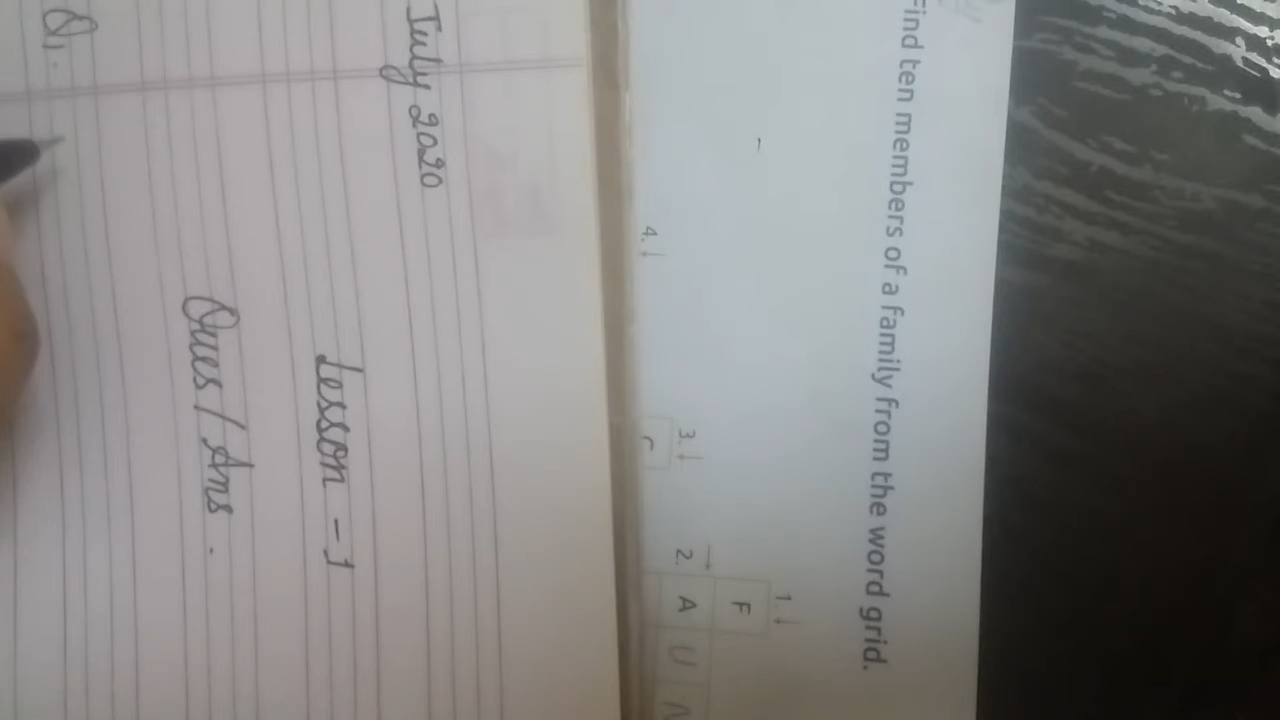 Find ten members of a family from the word grid.
1. ↓
F
2. → A U N
3. ↓
4. ↓
July 2020
Lesson - 1
Ques / Ans .
Q1.